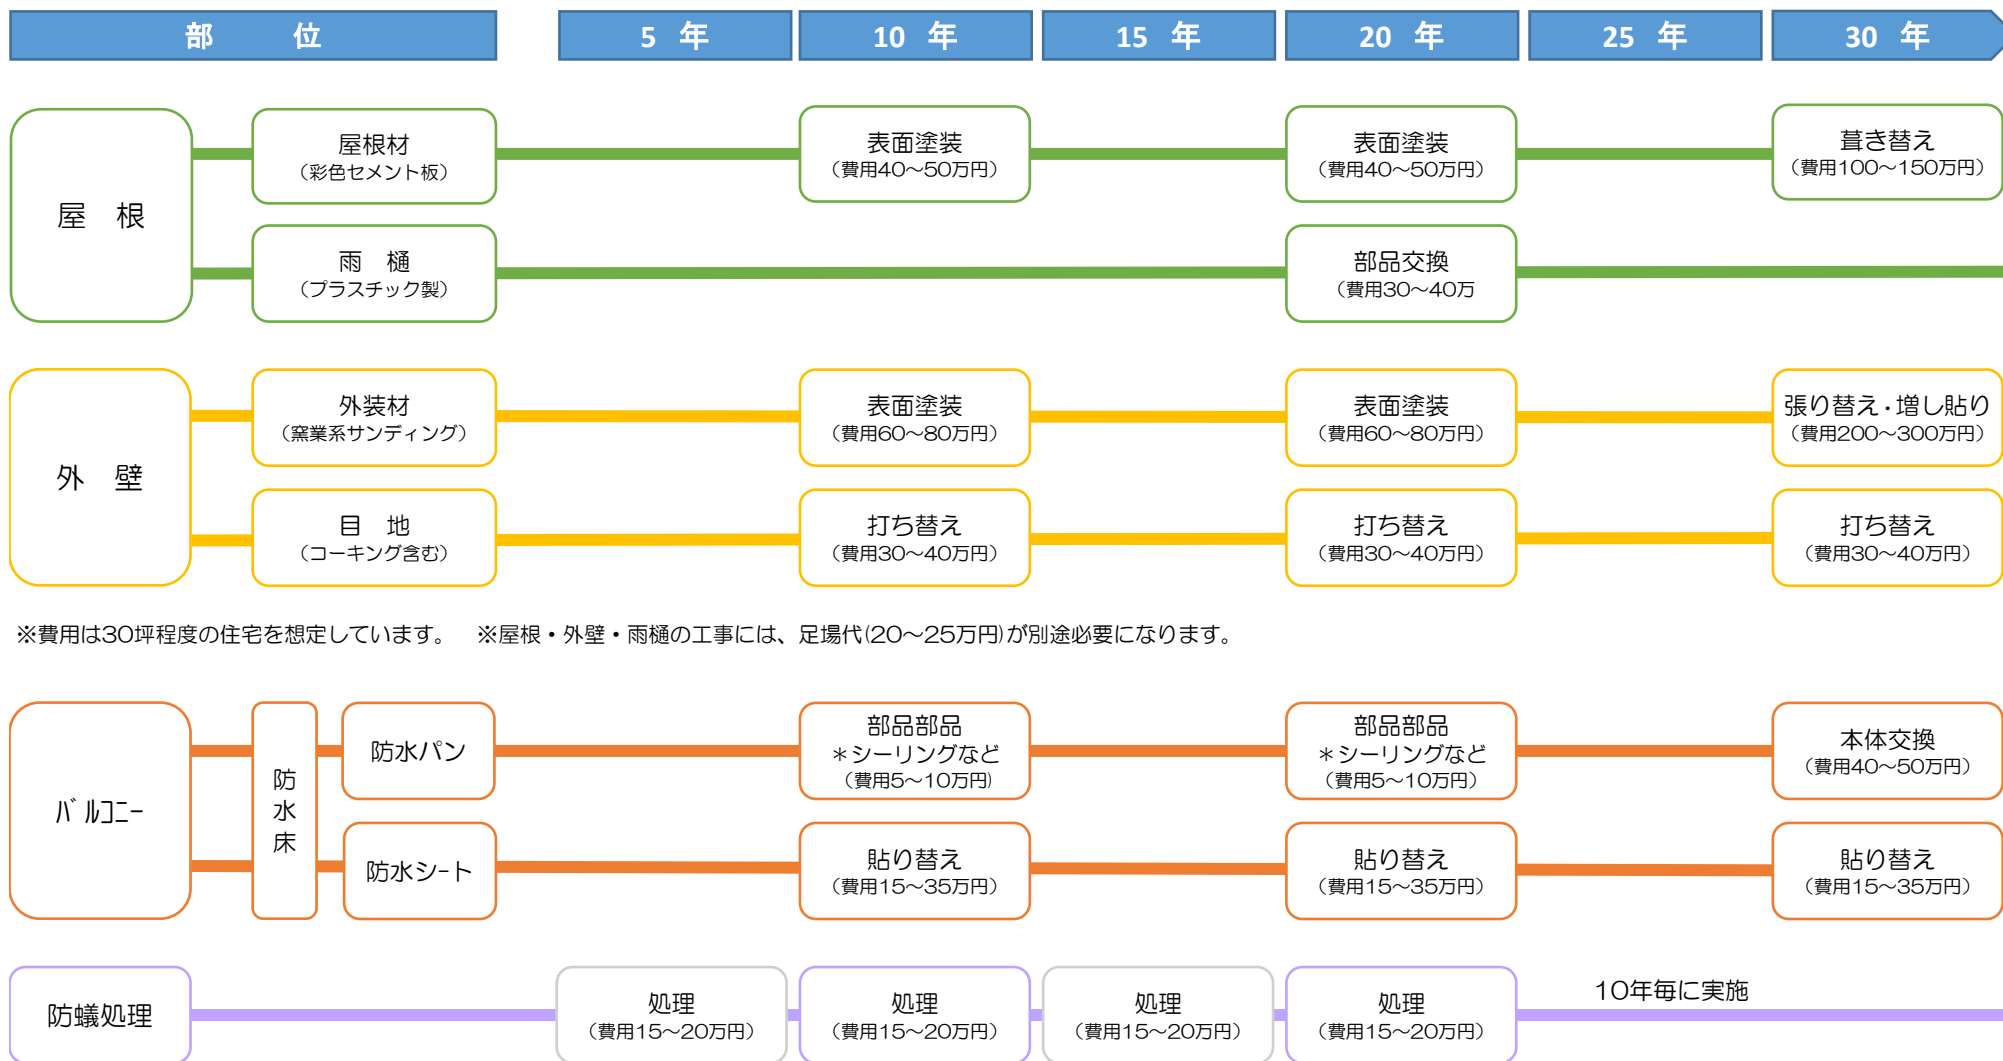 部　位
5 年
10 年
15 年
20 年
25 年
30 年
屋 根
屋根材
（彩色セメント板）
表面塗装
（費用40～50万円）
表面塗装
（費用40～50万円）
葺き替え
（費用100～150万円）
雨 樋
（プラスチック製）
部品交換
（費用30～40万
外 壁
外装材
（窯業系サンディング）
表面塗装
（費用60～80万円）
表面塗装
（費用60～80万円）
張り替え・増し貼り
（費用200～300万円）
目 地
（コーキング含む）
打ち替え
（費用30～40万円）
打ち替え
（費用30～40万円）
打ち替え
（費用30～40万円）
※費用は30坪程度の住宅を想定しています。　※屋根・外壁・雨樋の工事には、足場代(20～25万円)が別途必要になります。
ﾊﾞﾙｺﾆｰ
防水床
防水パン
部品部品
＊シーリングなど
（費用5～10万円)
部品部品
＊シーリングなど
（費用5～10万円）
本体交換
（費用40～50万円）
防水シート
貼り替え
（費用15～35万円）
貼り替え
（費用15～35万円）
貼り替え
（費用15～35万円）
防蟻処理
処理
（費用15～20万円）
処理
（費用15～20万円）
処理
（費用15～20万円）
処理
（費用15～20万円）
10年毎に実施